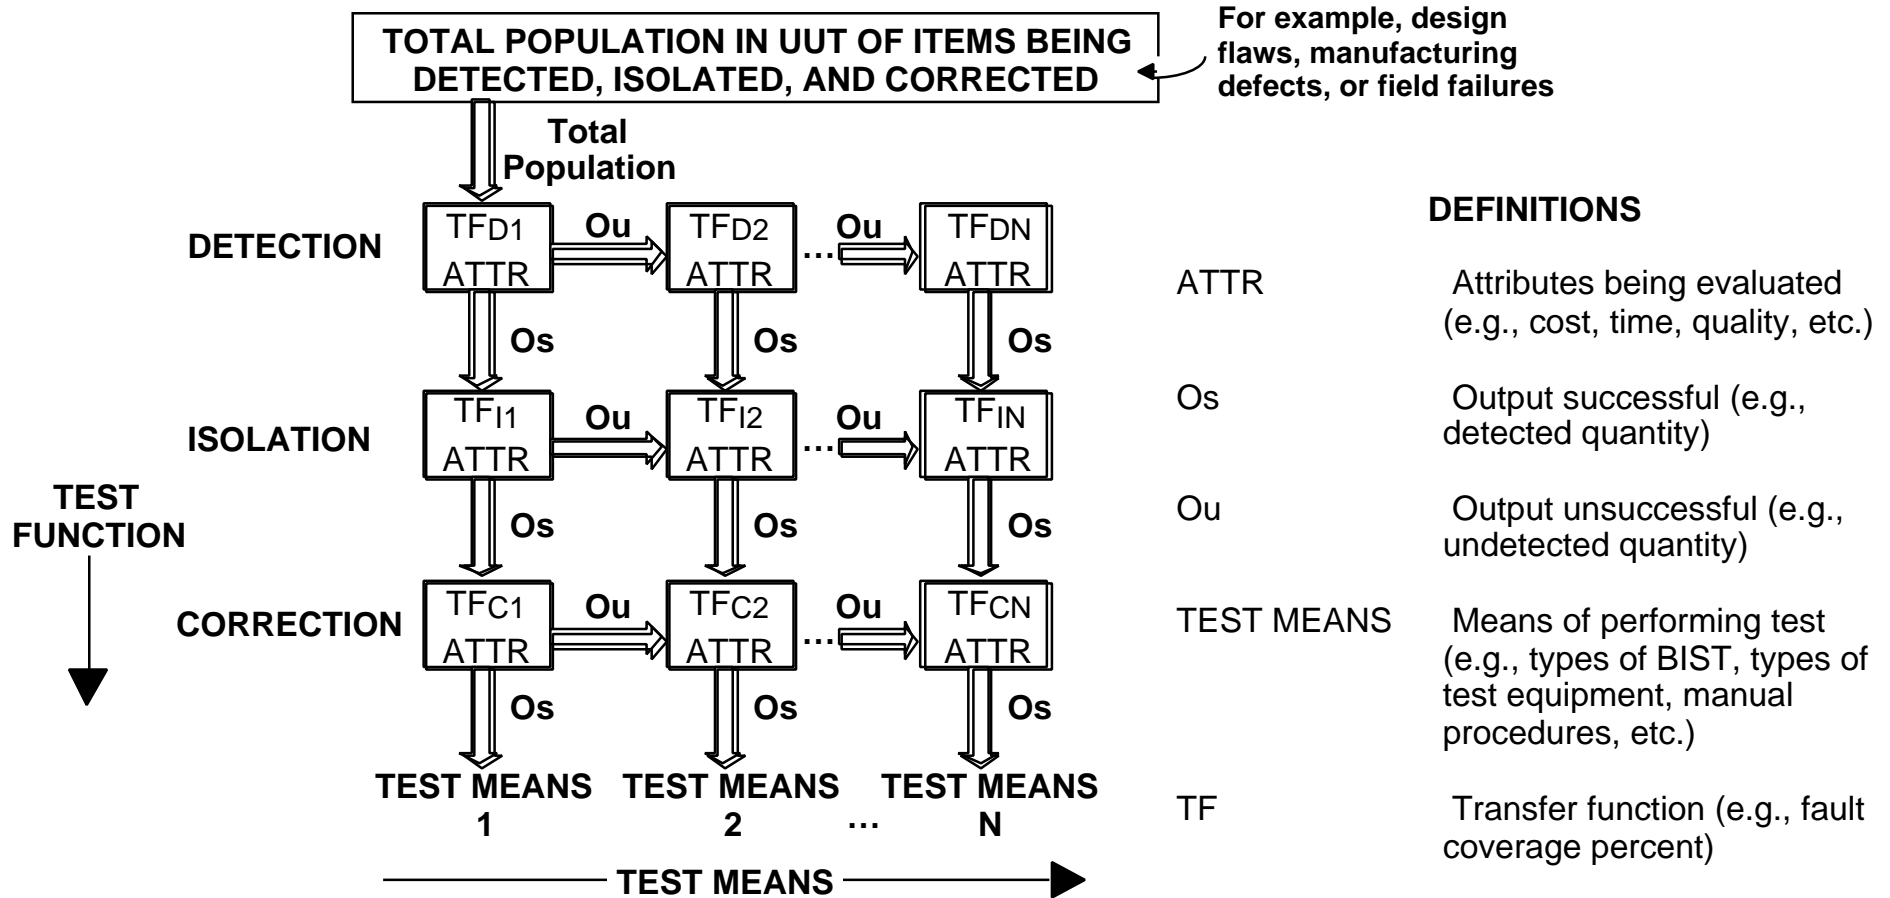 TOTAL POPULATION IN UUT OF ITEMS BEING
DETECTED, ISOLATED, AND CORRECTED
For example, design
flaws, manufacturing
defects, or field failures
Total
Population
DETECTION
TFD1
ATTR
Ou
TFD2
ATTR
...
Ou
TFDN
ATTR
Os
Os
Os
ISOLATION
TFI1
ATTR
Ou
TFI2
ATTR
...
Ou
TFIN
ATTR
Os
Os
Os
TEST
FUNCTION
CORRECTION
TFC1
ATTR
Ou
TFC2
ATTR
...
Ou
TFCN
ATTR
Os
Os
Os
TEST MEANS
1
TEST MEANS
2
...
TEST MEANS
N
TEST MEANS
DEFINITIONS
ATTR Attributes being evaluated
(e.g., cost, time, quality, etc.)
Os Output successful (e.g.,
detected quantity)
Ou Output unsuccessful (e.g.,
undetected quantity)
TEST MEANS Means of performing test
(e.g., types of BIST, types of
test equipment, manual
procedures, etc.)
TF Transfer function (e.g., fault
coverage percent)